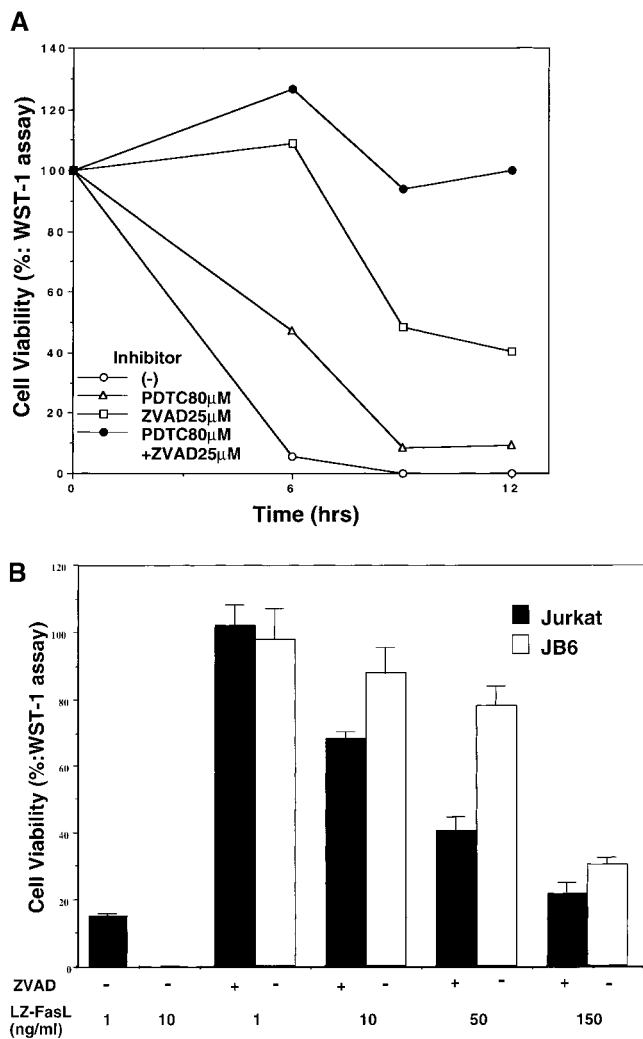 A
140
120
100
80
60
40
20
0
Cell Viability (%: WST-1 assay)
Inhibitor
(-)
PDTC80μM
ZVAD25μM
PDTC80μM
+ZVAD25μM
0 6 12
Time (hrs)
B
120
100
80
60
40
20
0
Cell Viability (%:WST-1 assay)
Jurkat
JB6
ZVAD - - + - + - + - + -
LZ-FasL 1 10 1 10 50 150
(ng/ml)